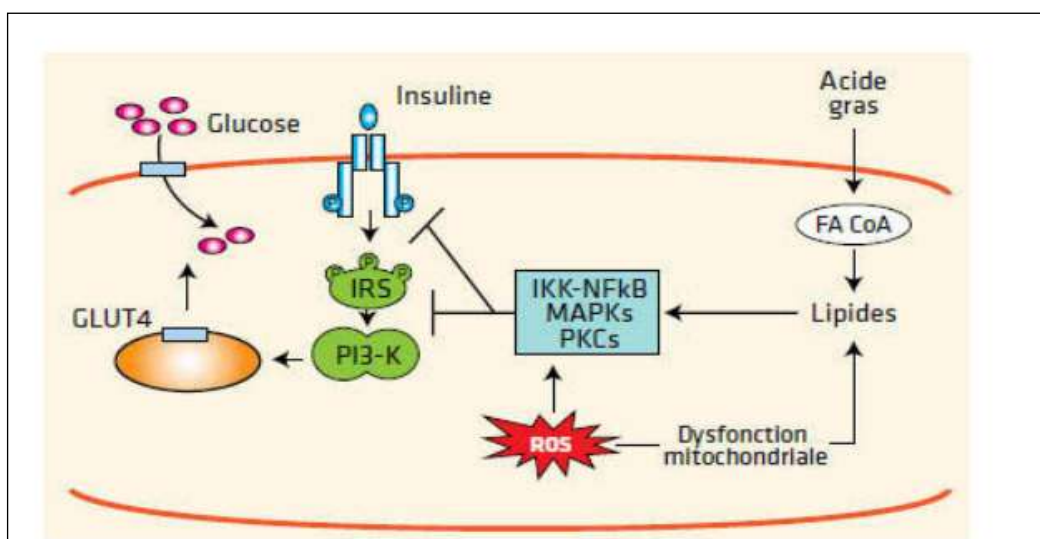 Insuline
Acide
gras
Glucose
P
P
FA CoA
P
P
P
IRS
IKK-NFkB
MAPKs
PKCs
Lipides
GLUT4
PI3-K
ROS
Dysfonction
mitochondriale